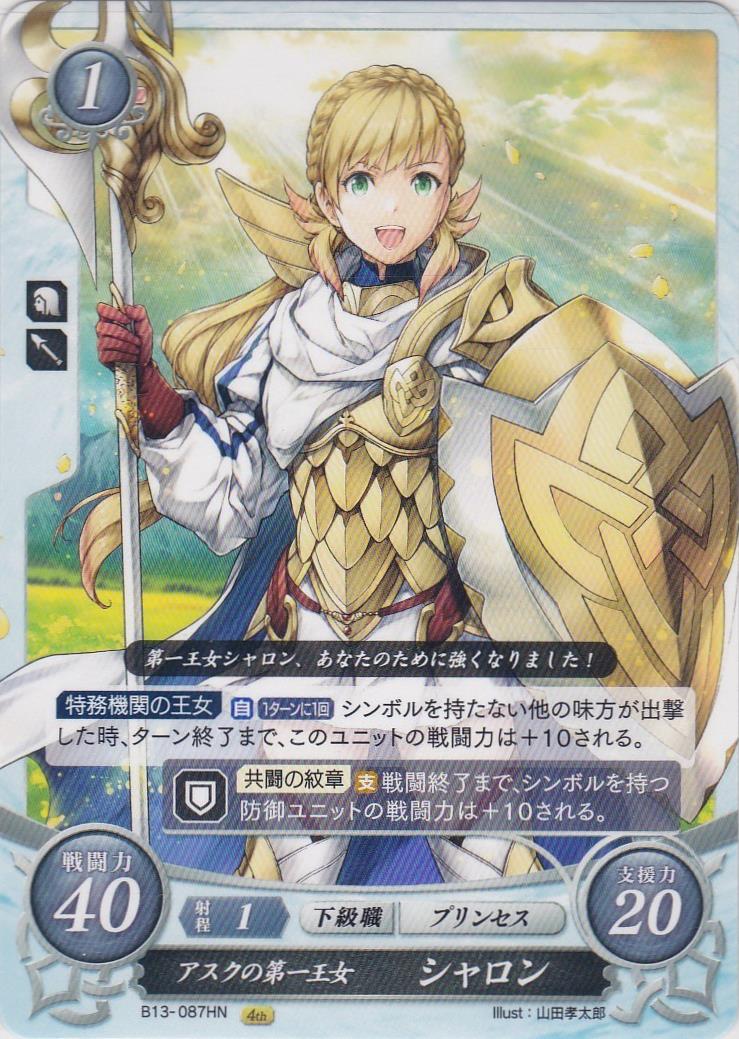 1
第一王女シャロン、あなたのために強くなりました!
特務機関の王女 自 1ターンに1回 シンボルを持たない他の味方が出撃
した時、ターン終了まで、このユニットの戦闘力は+10される。
共闘の紋章 支 戦闘終了まで、シンボルを持つ
防御ユニットの戦闘力は+10される。
戦闘力 40 射程 1 下級職 プリンセス 支援力 20
アスクの第一王女 シャロン
B13-087HN 4th Illust:山田孝太郎